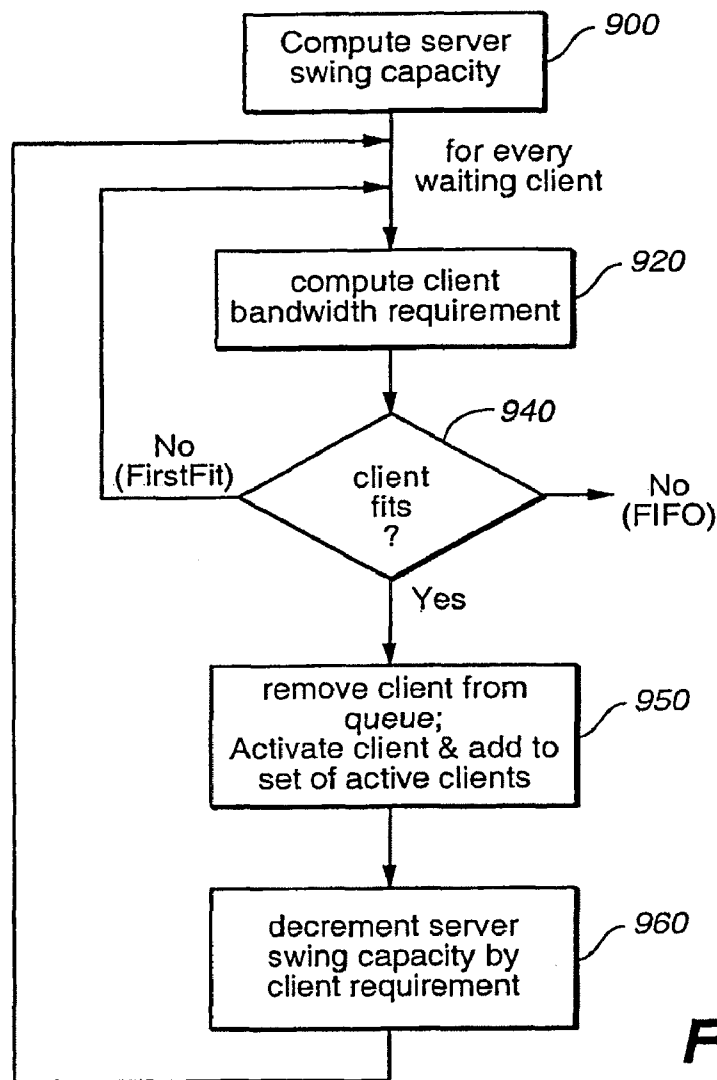 Compute server
swing capacity
900
for every
waiting client
compute client
bandwidth requirement
920
940
No
(FirstFit)
client
fits
?
No
(FIFO)
Yes
remove client from
queue;
Activate client & add to
set of active clients
950
decrement server
swing capacity by
client requirement
960
F